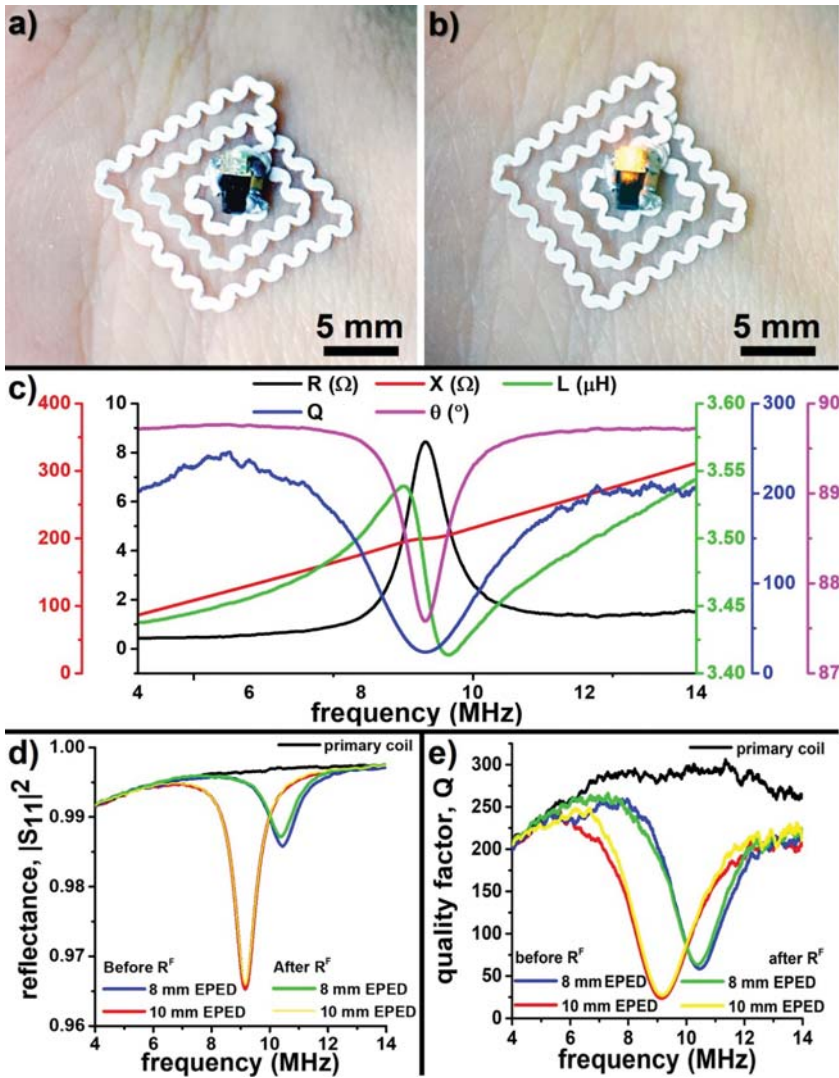 a)
b)
5 mm
5 mm
c)
R (Ω) X (Ω) L (μH)
Q θ (°)
400
300
200
100
0
10
8
6
4
2
0
3.60
3.55
3.50
3.45
3.40
300
200
100
0
90
89
88
87
4 6 8 10 12 14
frequency (MHz)
d)
primary coil
reflectance, |S₁₁|²
1.00
0.99
0.98
0.97
0.96
Before Rᶠ After Rᶠ
8 mm EPED 8 mm EPED
10 mm EPED 10 mm EPED
4 6 8 10 12 14
frequency (MHz)
e)
primary coil
quality factor, Q
300
250
200
150
100
50
0
before Rᶠ after Rᶠ
8 mm EPED 8 mm EPED
10 mm EPED 10 mm EPED
4 6 8 10 12 14
frequency (MHz)